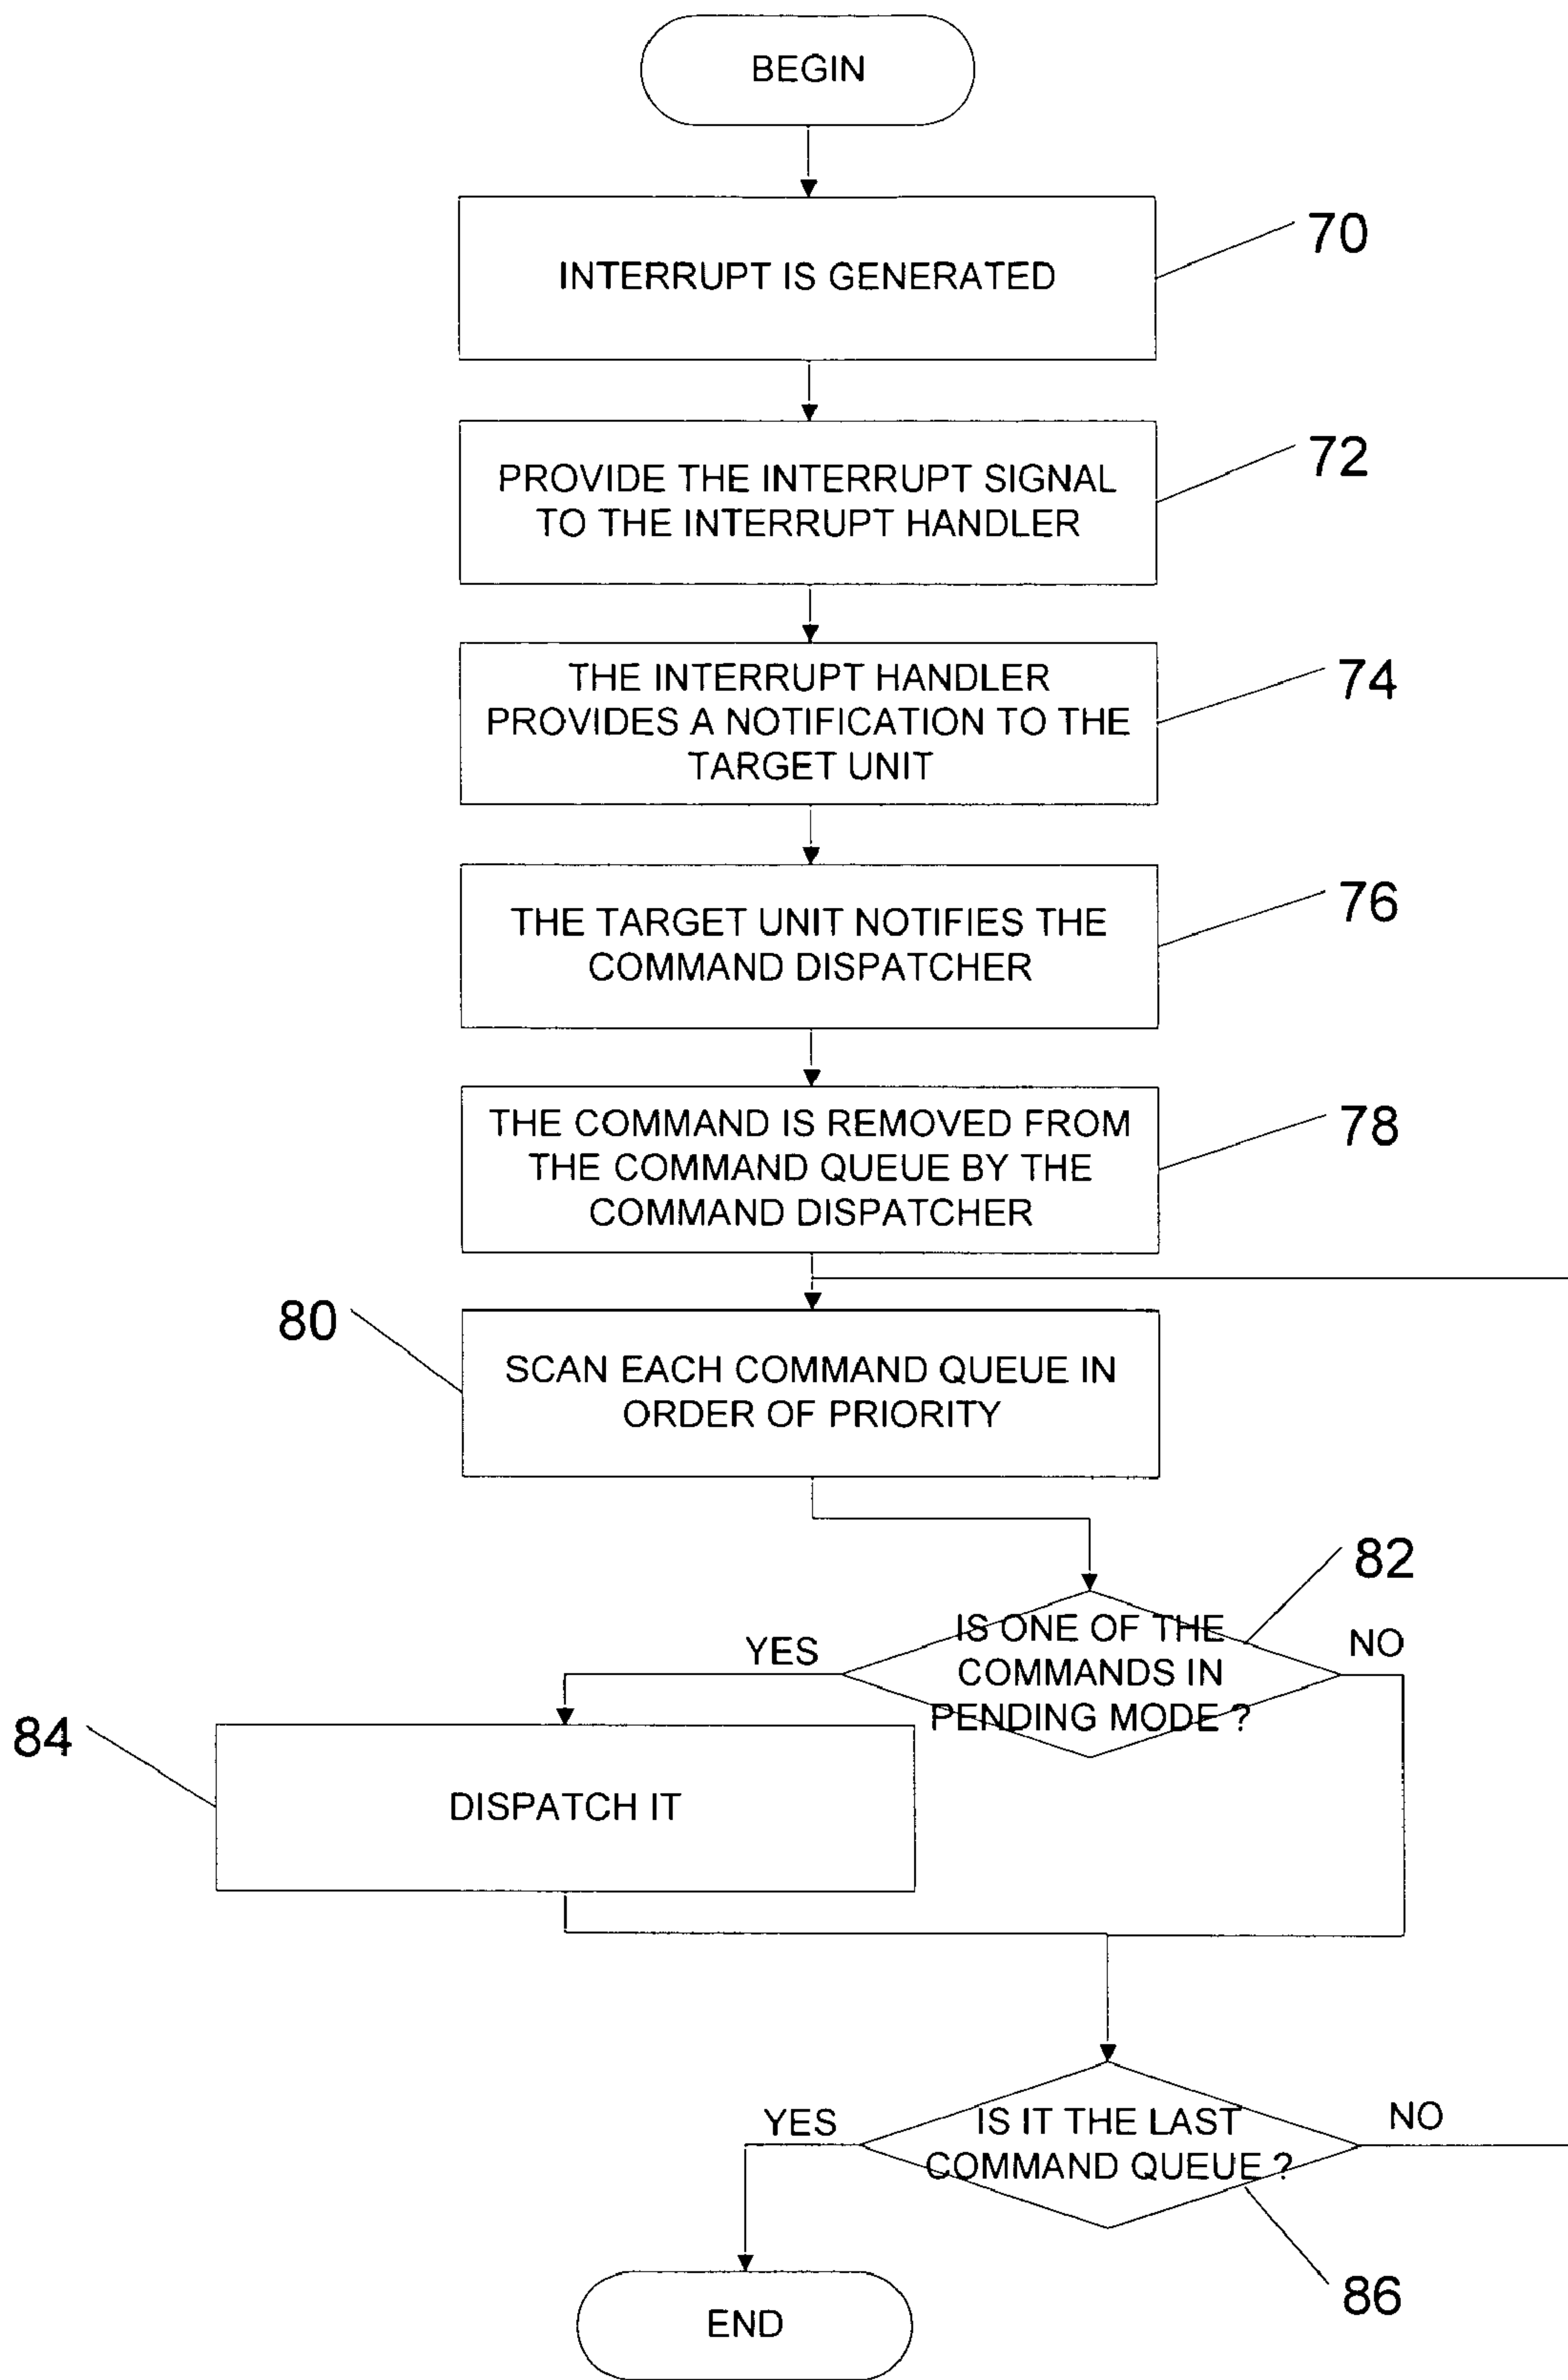 BEGIN
INTERRUPT IS GENERATED
70
PROVIDE THE INTERRUPT SIGNAL
TO THE INTERRUPT HANDLER
72
THE INTERRUPT HANDLER
PROVIDES A NOTIFICATION TO THE
TARGET UNIT
74
THE TARGET UNIT NOTIFIES THE
COMMAND DISPATCHER
76
THE COMMAND IS REMOVED FROM
THE COMMAND QUEUE BY THE
COMMAND DISPATCHER
78
80
SCAN EACH COMMAND QUEUE IN
ORDER OF PRIORITY
82
YES
IS ONE OF THE
COMMANDS IN
PENDING MODE ?
NO
84
DISPATCH IT
YES
IS IT THE LAST
COMMAND QUEUE ?
NO
86
END